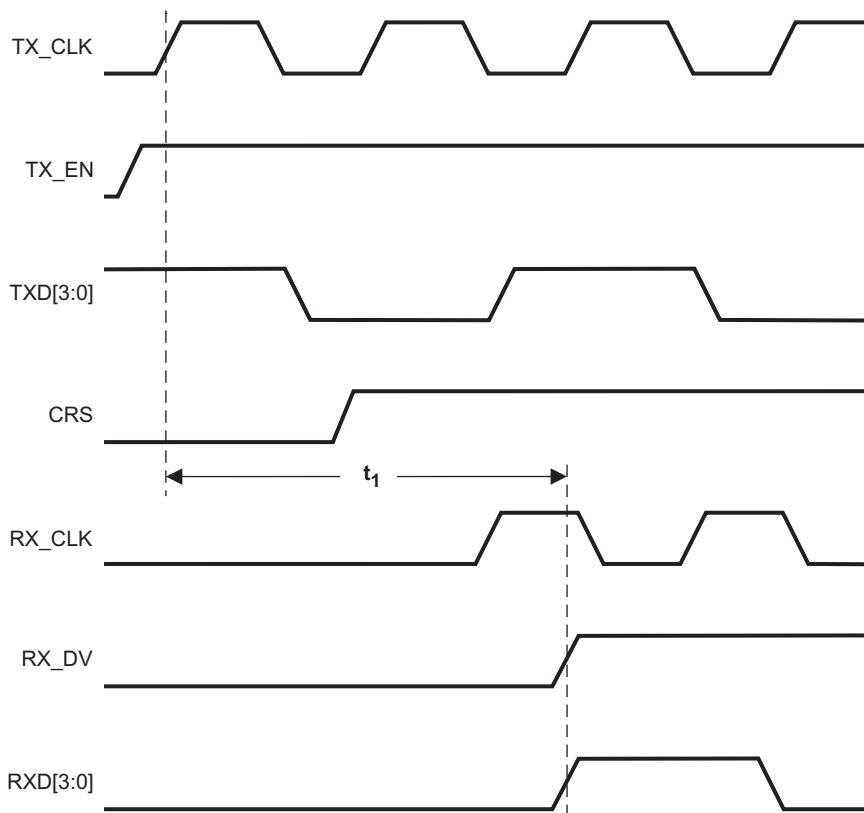 TX_CLK
TX_EN
TXD[3:0]
CRS
t1
RX_CLK
RX_DV
RXD[3:0]